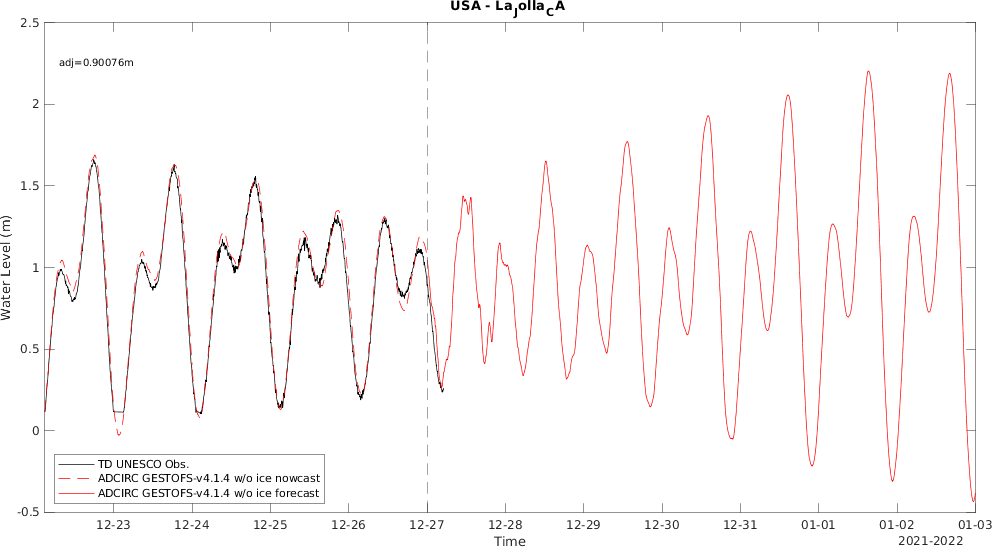 USA - LaJollaCA
adj=0.90076m
2.5
2
1.5
1
0.5
0
-0.5
Water Level (m)
TD UNESCO Obs.
ADCIRC GESTOFS-v4.1.4 w/o ice nowcast
ADCIRC GESTOFS-v4.1.4 w/o ice forecast
12-23 12-24 12-25 12-26 12-27 12-28 12-29 12-30 12-31 01-01 01-02 01-03
Time
2021-2022